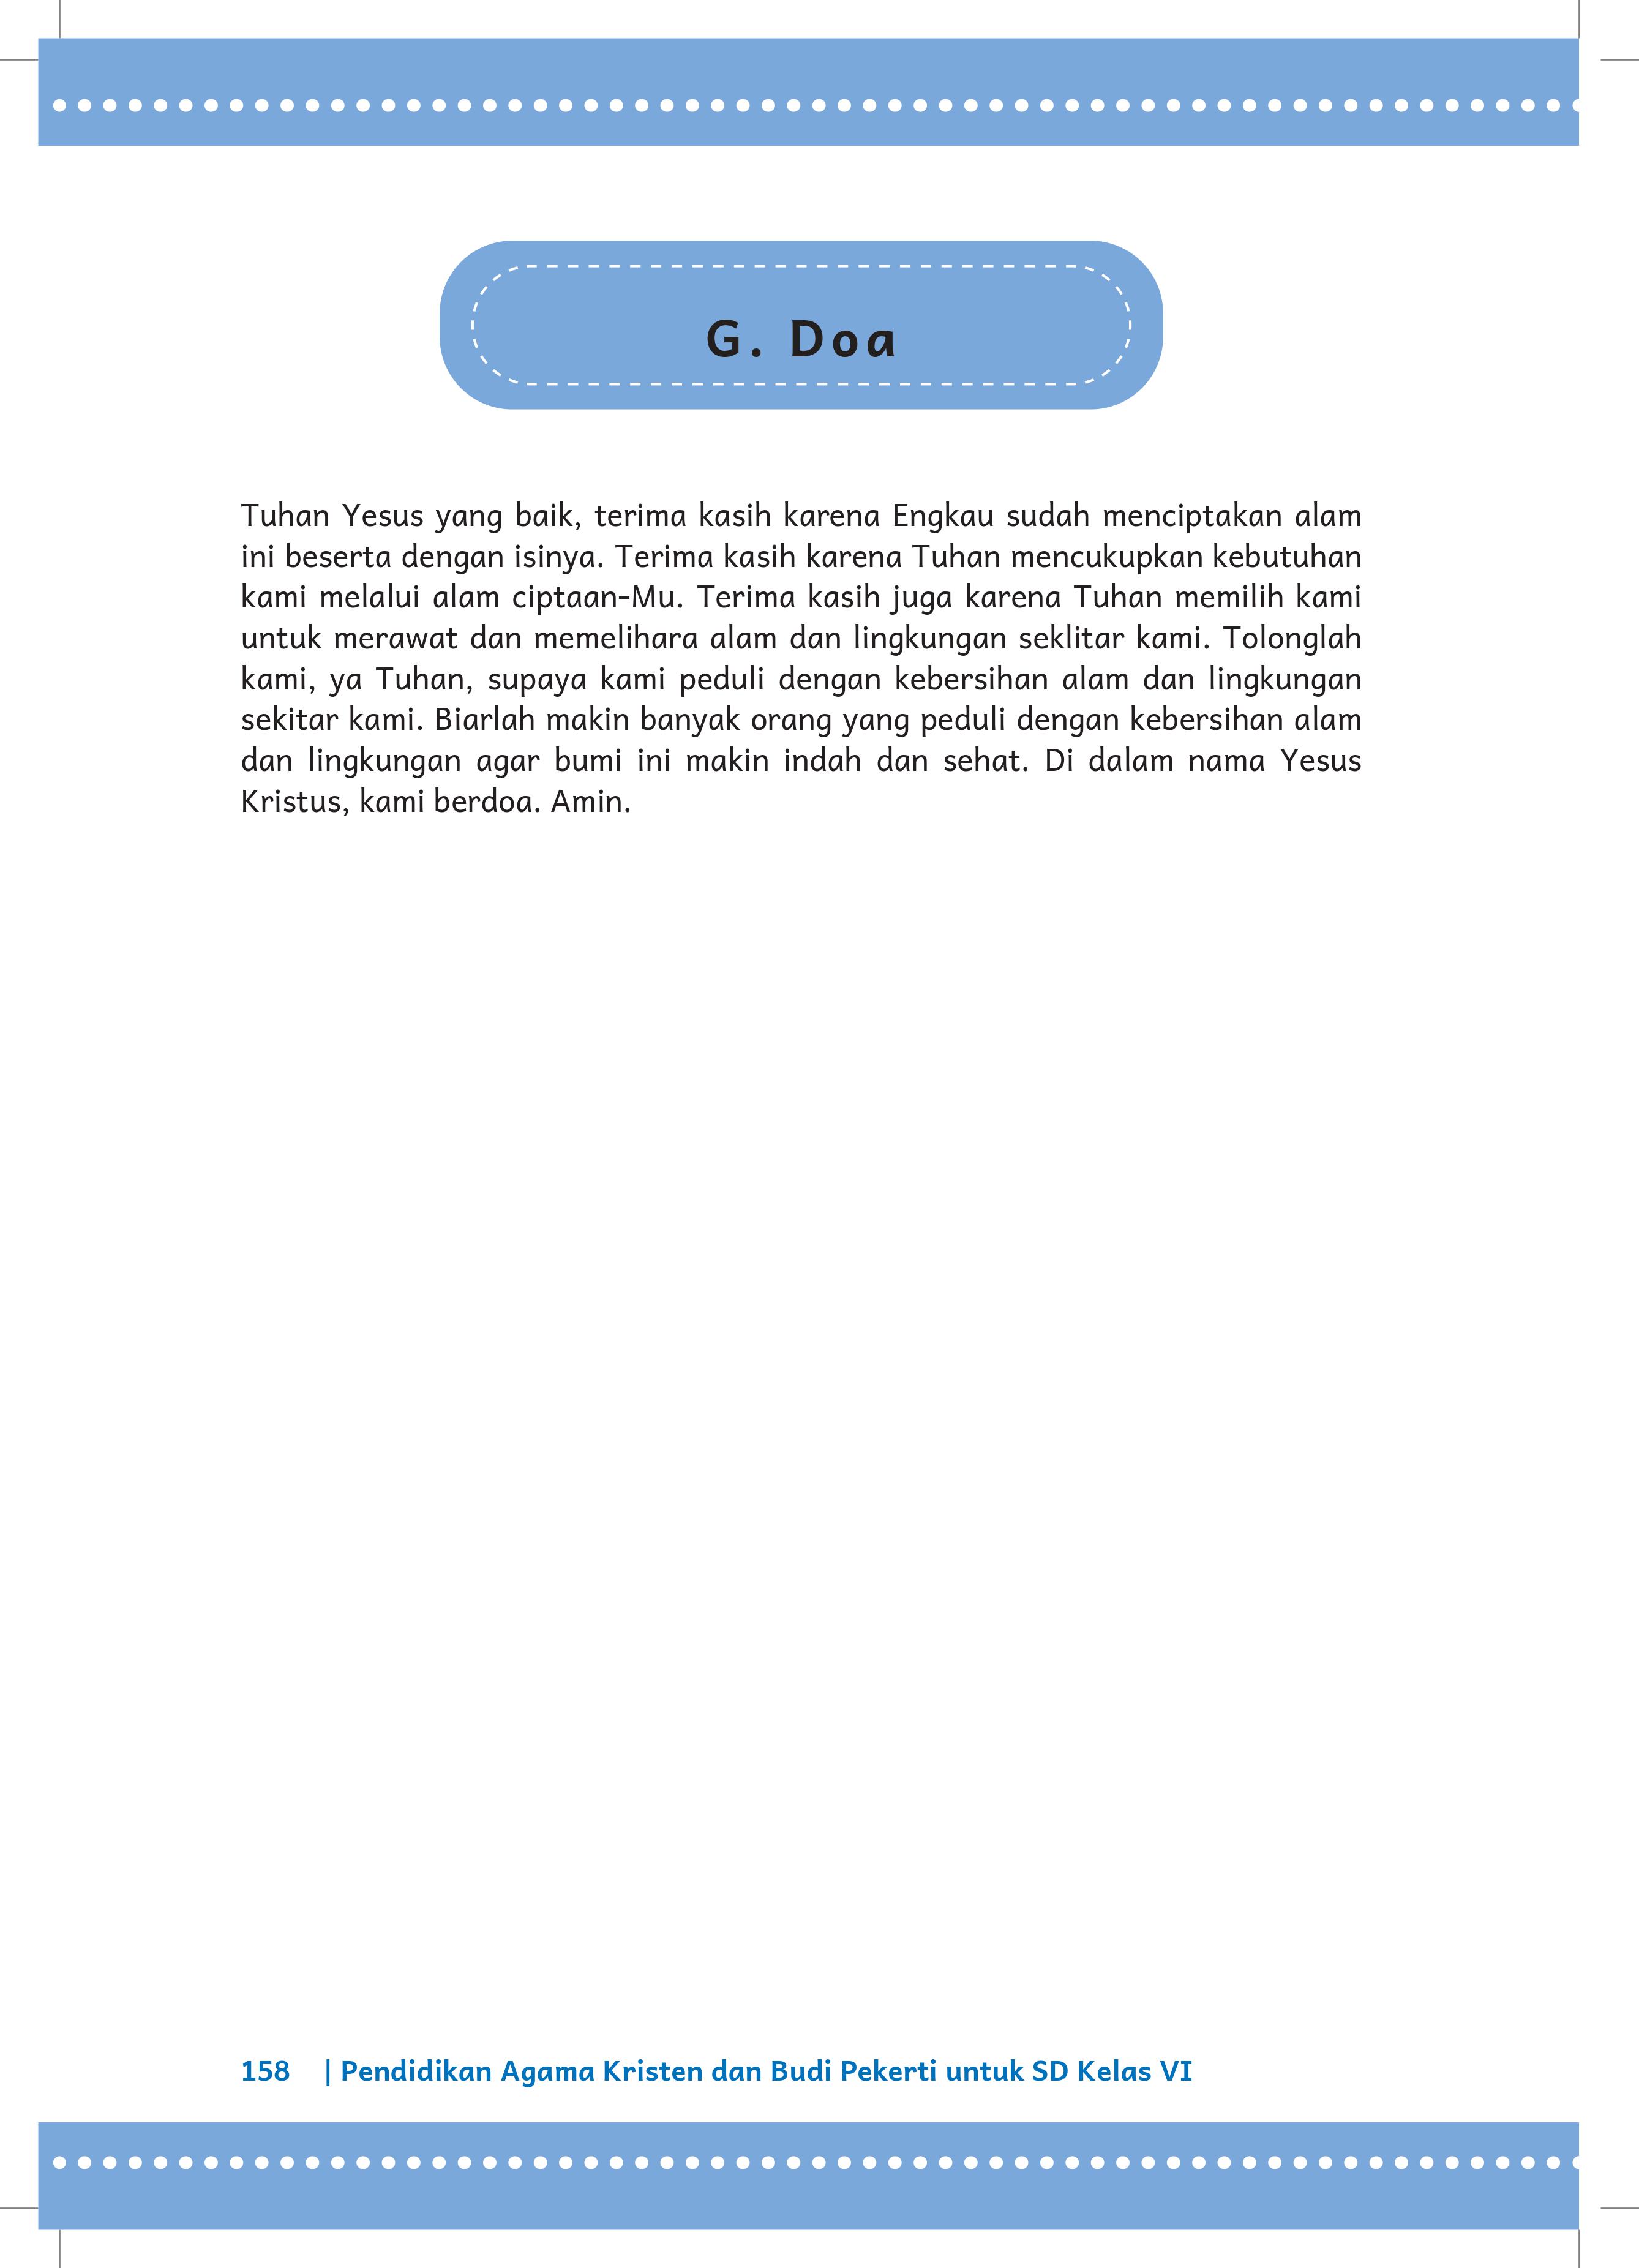 G. Doa
Tuhan Yesus yang baik, terima kasih karena Engkau sudah menciptakan alam
ini beserta dengan isinya. Terima kasih karena Tuhan mencukupkan kebutuhan
kami melalui alam ciptaan-Mu. Terima kasih juga karena Tuhan memilih kami
untuk merawat dan memelihara alam dan lingkungan seklitar kami. Tolonglah
kami, ya Tuhan, supaya kami peduli dengan kebersihan alam dan lingkungan
sekitar kami. Biarlah makin banyak orang yang peduli dengan kebersihan alam
dan lingkungan agar bumi ini makin indah dan sehat. Di dalam nama Yesus
Kristus, kami berdoa. Amin.
158 | Pendidikan Agama Kristen dan Budi Pekerti untuk SD Kelas VI